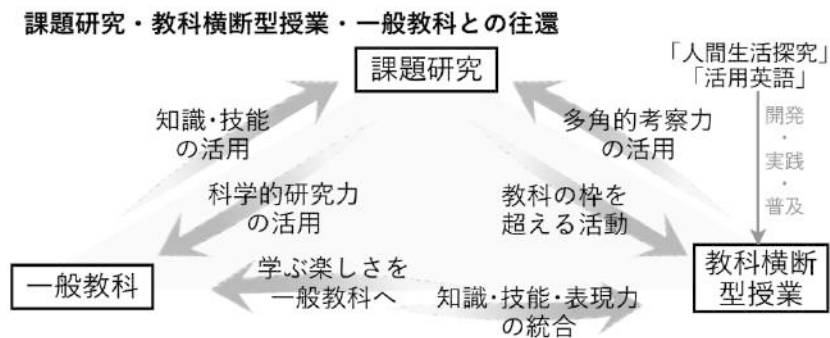 課題研究・教科横断型授業・一般教科との往還
課題研究
「人間生活探究」
「活用英語」
開発
・
実践
・
普及
知識・技能
の活用
多角的考察力
の活用
科学的研究力
の活用
教科の枠を
超える活動
一般教科
学ぶ楽しさを
一般教科へ
知識・技能・表現力
の統合
教科横断
型授業